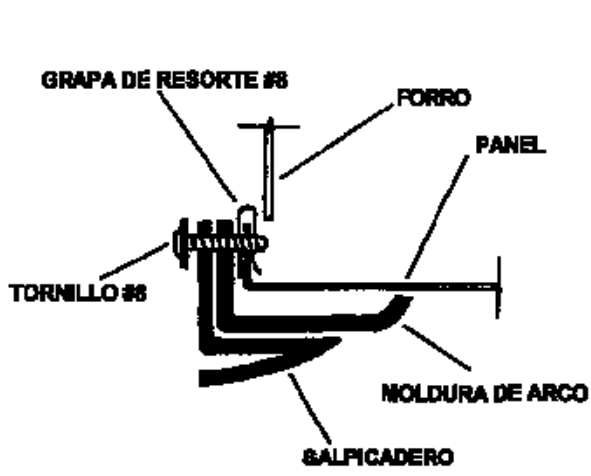 GRAPA DE RESORTE #8
FORRO
PANEL
TORNILLO #8
MOLDURA DE ARCO
SALPICADERO